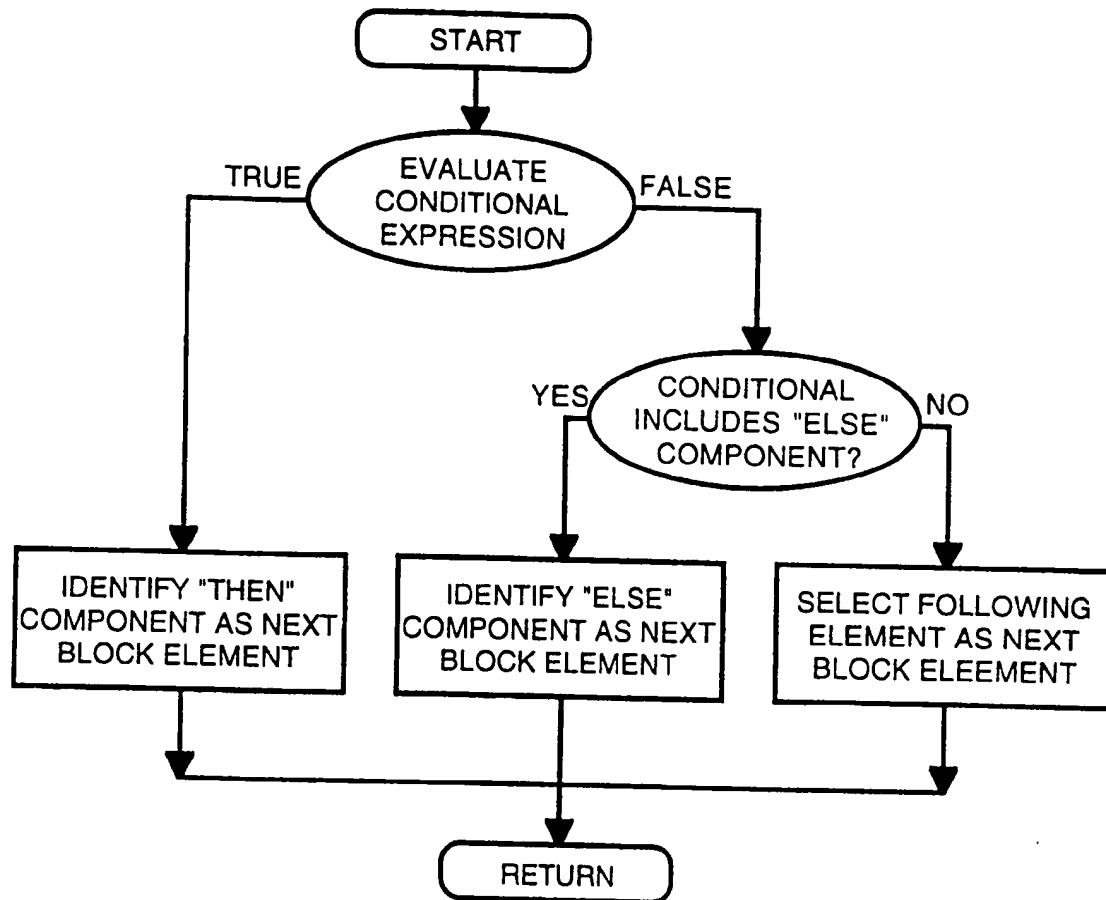 START
TRUE
EVALUATE
CONDITIONAL
EXPRESSION
FALSE
YES
CONDITIONAL
INCLUDES "ELSE"
COMPONENT?
NO
IDENTIFY "THEN"
COMPONENT AS NEXT
BLOCK ELEMENT
IDENTIFY "ELSE"
COMPONENT AS NEXT
BLOCK ELEMENT
SELECT FOLLOWING
ELEMENT AS NEXT
BLOCK ELEEMENT
RETURN